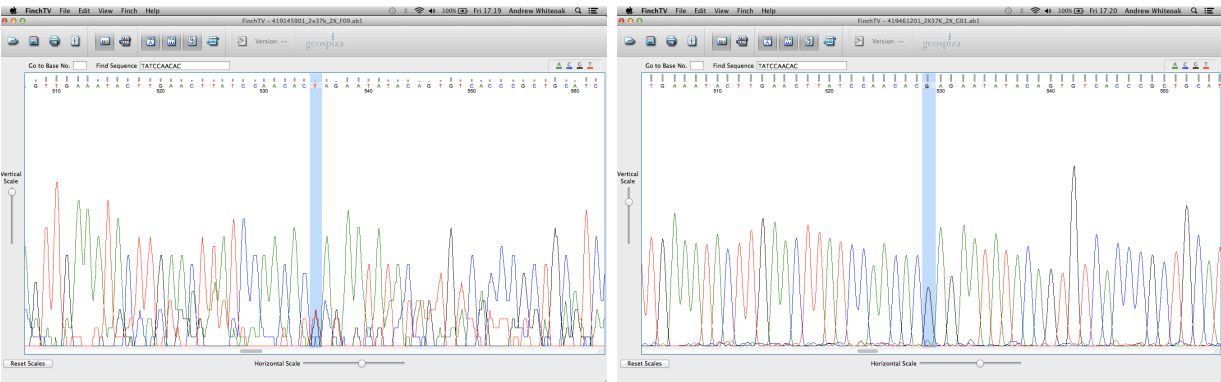 FinchTV File Edit View Finch Help 100% Fri 17:19 Andrew Whiteoak
FinchTV – 419145901_2x37k_2X_F09.ab1
Version: —
geospiza
Go to Base No. Find Sequence TATCCAACAC A C G T
G T T G A A A T A C T T G A A C T T A T C C A A C A C T A G A A T A T A C A G T G T C A C C C G C T G C A T C
510 520 530 540 550 560
Vertical
Scale
Reset Scales Horizontal Scale
FinchTV File Edit View Finch Help 100% Fri 17:20 Andrew Whiteoak
FinchTV – 419461201_2X37K_2X_C01.ab1
Version: —
geospiza
Go to Base No. Find Sequence TATCCAACAC A C G T
T G A A A T A C T T G A A C T T A T C C A A C A C G A G A A T A T A C A G T G T C A C C C G C T G C A T
510 520 530 540 550
Vertical
Scale
Reset Scales Horizontal Scale